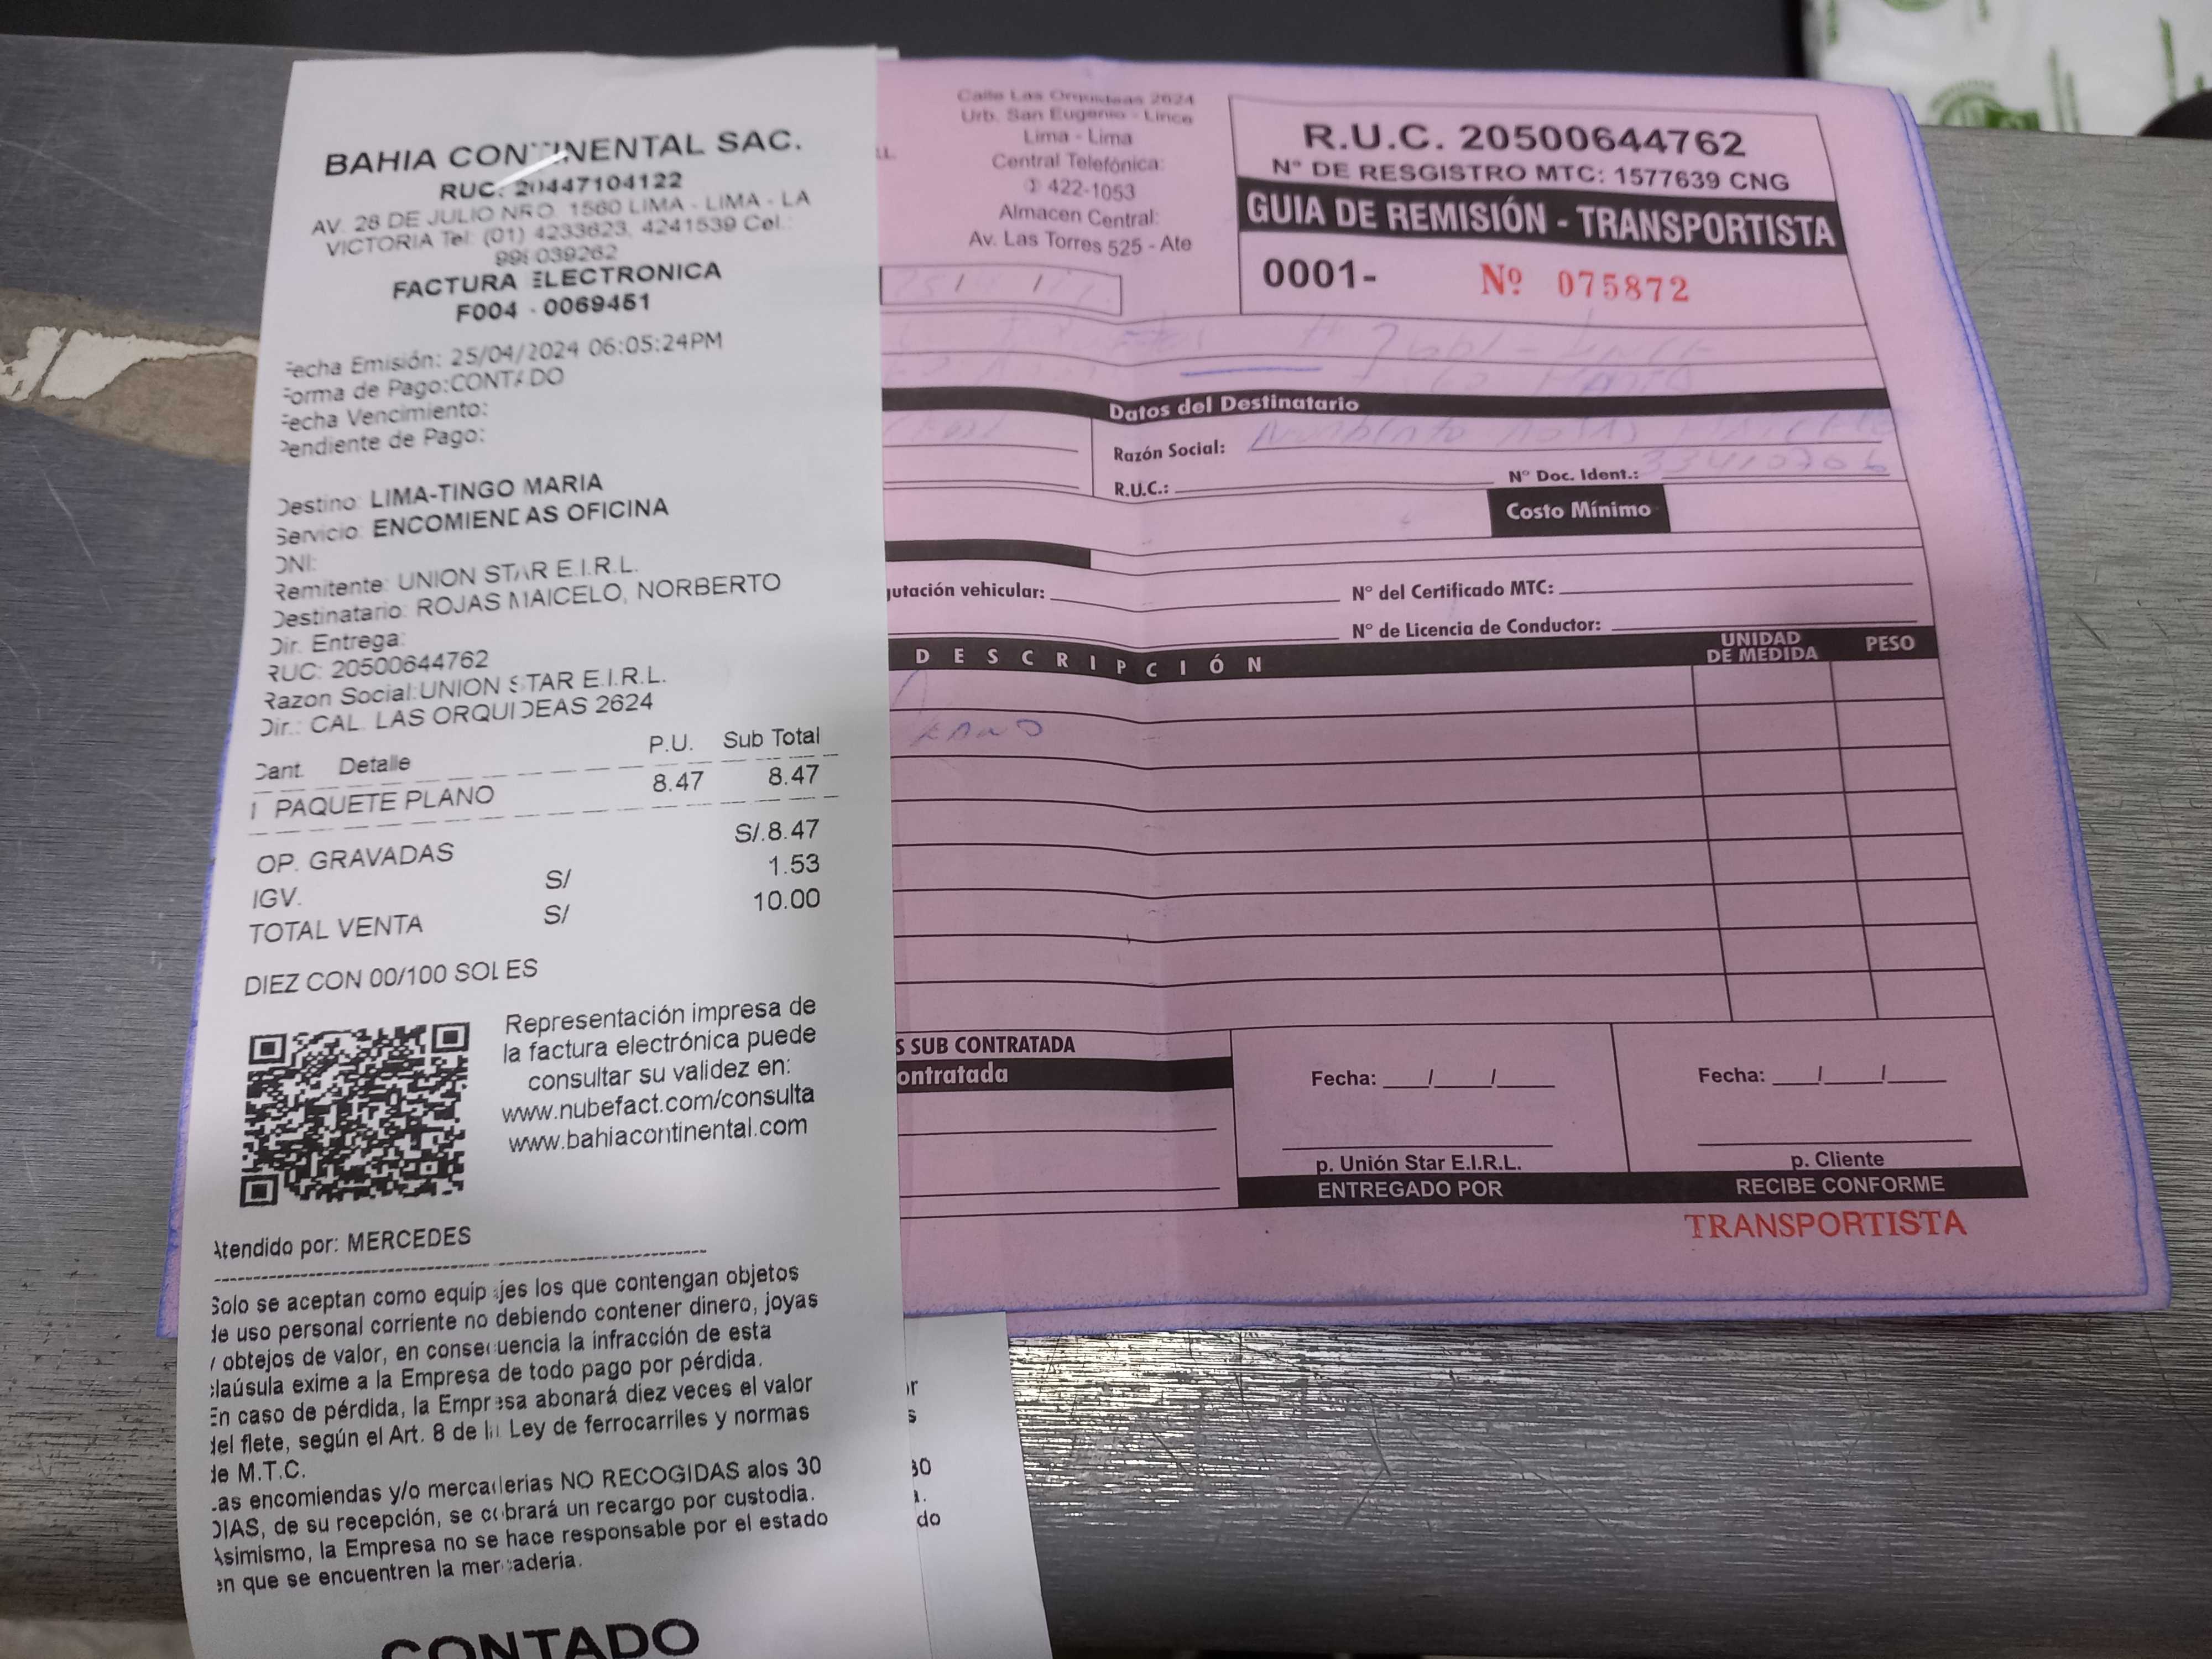 BAHIA CONTINENTAL SAC.
RUC: 20447104122
AV. 28 DE JULIO NRO. 1560 LIMA - LIMA - LA
VICTORIA Tel: (01) 4233623, 4241539 Cel.:
039262
FACTURA ELECTRONICA
F004 - 0069451
Fecha Emisión: 25/04/2024 06:05:24PM
Forma de Pago:CONTADO
Fecha Vencimiento:
Pendiente de Pago:
Destino: LIMA-TINGO MARIA
Servicio: ENCOMIENDAS OFICINA
DNI:
Remitente: UNION STAR E.I.R.L.
Destinatario: ROJAS MAICELO, NORBERTO
Dir. Entrega:
RUC: 20500644762
Razon Social:UNION STAR E.I.R.L.
Dir.: CAL. LAS ORQUIDEAS 2624
Cant. Detalle P.U. Sub Total
1 PAQUETE PLANO 8.47 8.47
OP. GRAVADAS S/.8.47
IGV. S/ 1.53
TOTAL VENTA S/ 10.00
DIEZ CON 00/100 SOLES
Representación impresa de
la factura electrónica puede
consultar su validez en:
www.nubefact.com/consulta
www.bahiacontinental.com
Atendido por: MERCEDES
Solo se aceptan como equipajes los que contengan objetos
de uso personal corriente no debiendo contener dinero, joyas
y obtejos de valor, en consecuencia la infracción de esta
claúsula exime a la Empresa de todo pago por pérdida.
En caso de pérdida, la Empresa abonará diez veces el valor
del flete, según el Art. 8 de la Ley de ferrocarriles y normas
de M.T.C.
Las encomiendas y/o mercaderias NO RECOGIDAS alos 30
DIAS, de su recepción, se cobrará un recargo por custodia.
Asimismo, la Empresa no se hace responsable por el estado
en que se encuentren la mercaderia.
CONTADO
Calle Las Orquideas 2624
Urb. San Eugenio - Lince
Lima - Lima
Central Telefónica:
422-1053
Almacen Central:
Av. Las Torres 525 - Ate
R.U.C. 20500644762
N° DE RESGISTRO MTC: 1577639 CNG
GUIA DE REMISIÓN - TRANSPORTISTA
0001- Nº 075872
Datos del Destinatario
Razón Social:
R.U.C.: N° Doc. Ident.: 33410706
Costo Mínimo
utación vehicular: N° del Certificado MTC:
N° de Licencia de Conductor:
DESCRIPCIÓN UNIDAD DE MEDIDA PESO
S SUB CONTRATADA
ontratada
Fecha: ___/___/___ Fecha: ___/___/___
p. Unión Star E.I.R.L. p. Cliente
ENTREGADO POR RECIBE CONFORME
TRANSPORTISTA
30
do